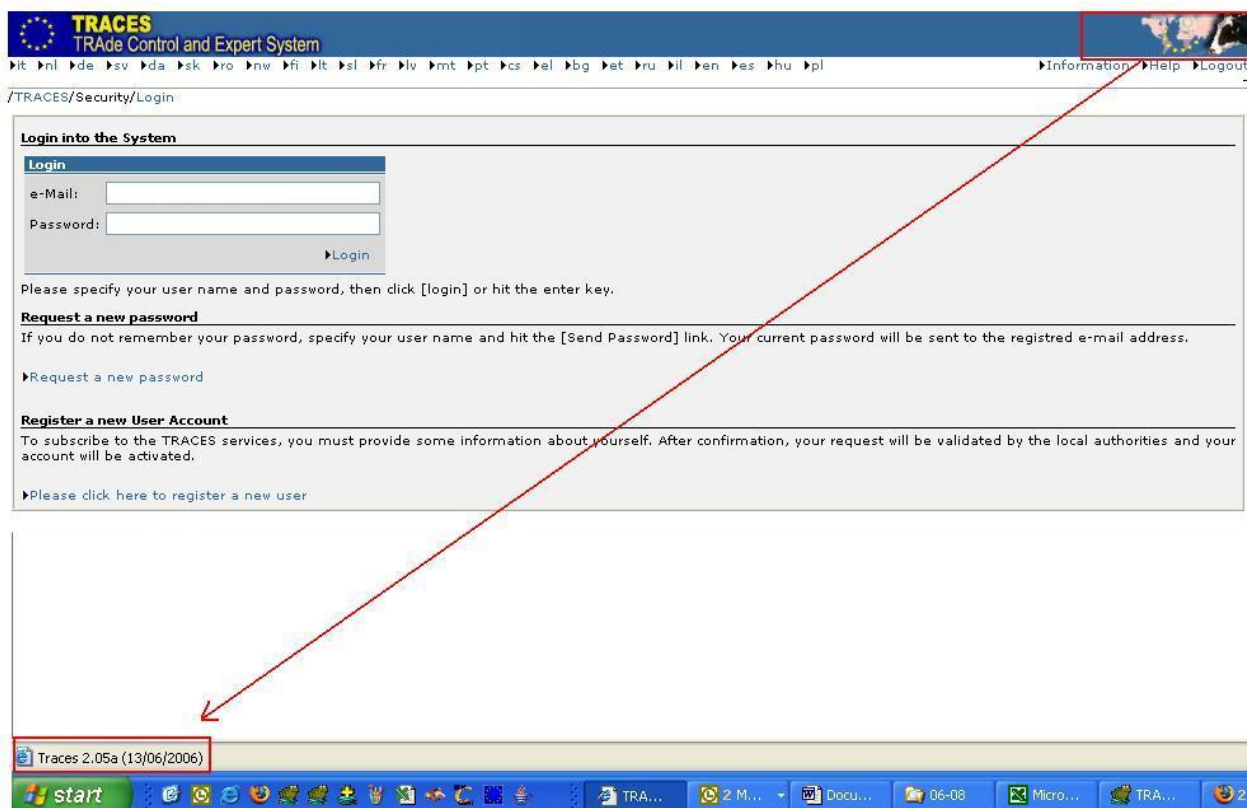 TRACES
TRAde Control and Expert System
it nl de sv da sk ro nw fi lt sl fr lv mt pt cs el bg et ru il en es hu pl
Information Help Logout
/TRACES/Security/Login
Login into the System
Login
e-Mail:
Password:
Login
Please specify your user name and password, then click [login] or hit the enter key.
Request a new password
If you do not remember your password, specify your user name and hit the [Send Password] link. Your current password will be sent to the registred e-mail address.
Request a new password
Register a new User Account
To subscribe to the TRACES services, you must provide some information about yourself. After confirmation, your request will be validated by the local authorities and your
account will be activated.
Please click here to register a new user
Traces 2.05a (13/06/2006)
start TRA... 2 M... Docu... 06-08 Micro... TRA... 2